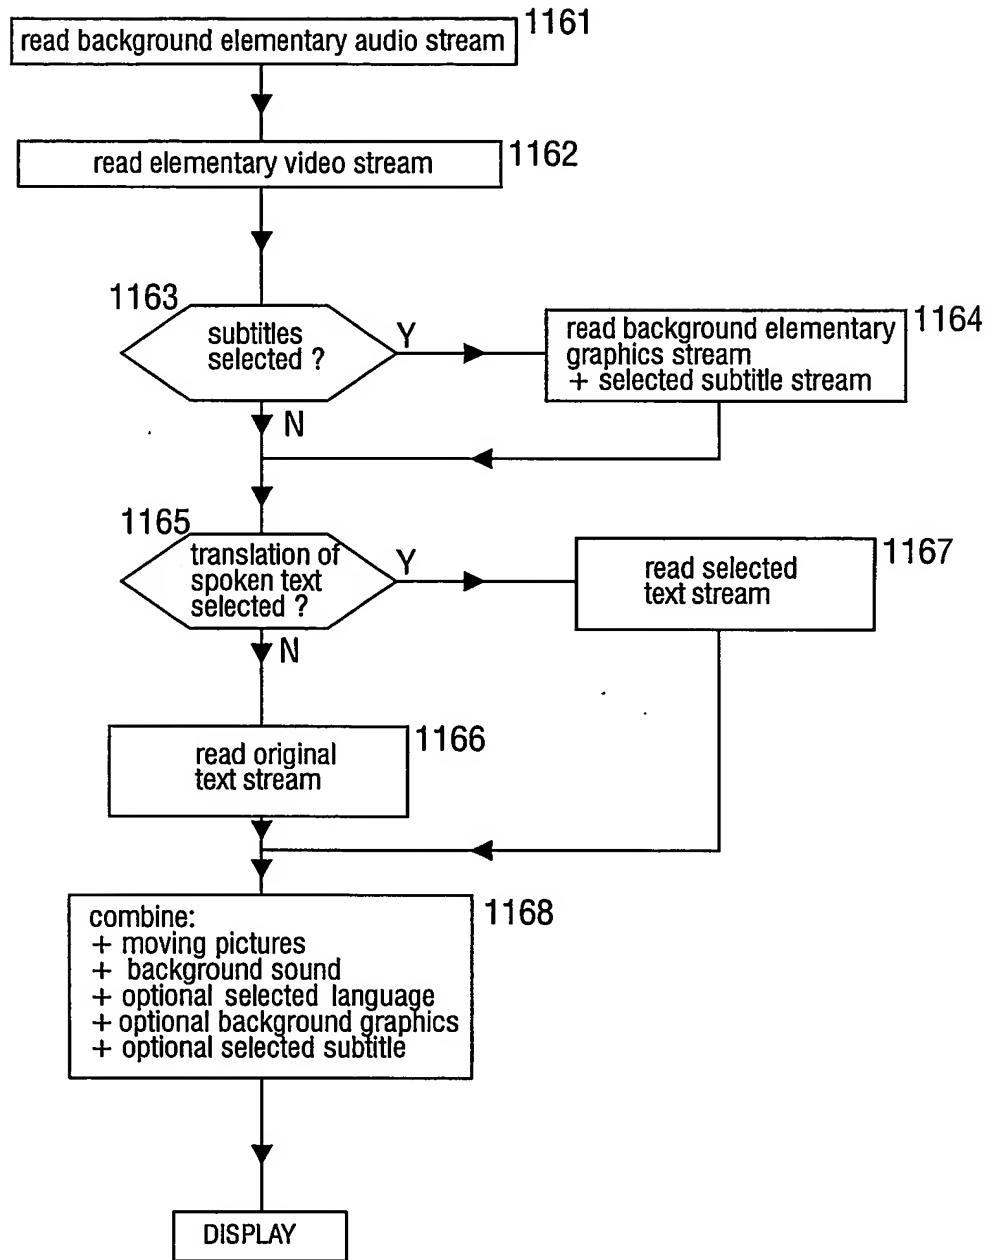 read background elementary audio stream
1161
read elementary video stream
1162
1163
subtitles
selected ?
Y
N
read background elementary
graphics stream
+ selected subtitle stream
1164
1165
translation of
spoken text
selected ?
Y
N
read selected
text stream
1167
read original
text stream
1166
combine:
+ moving pictures
+ background sound
+ optional selected language
+ optional background graphics
+ optional selected subtitle
1168
DISPLAY